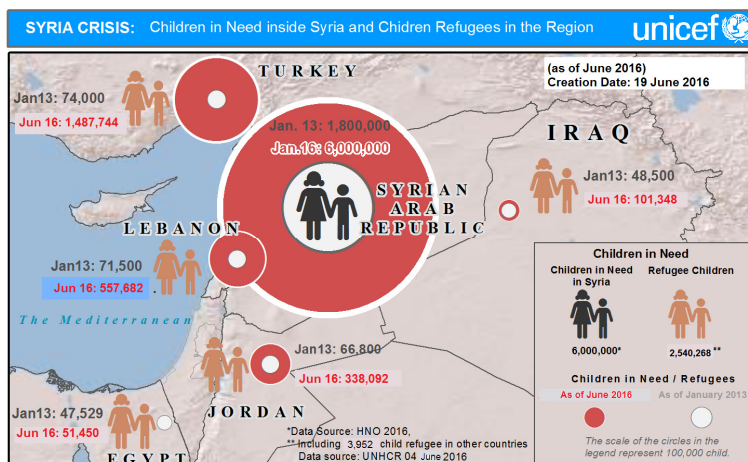 SYRIA CRISIS: Children in Need inside Syria and Chidren Refugees in the Region
unicef
(as of June 2016)
Creation Date: 19 June 2016
TURKEY
Jan13: 74,000
Jun 16: 1,487,744
Jan. 13: 1,800,000
Jan.16: 6,000,000
IRAQ
Jan13: 48,500
Jun 16: 101,348
SYRIAN
ARAB
REPUBLIC
LEBANON
Jan13: 71,500
Jun 16: 557,682
The Mediterranean
Jan13: 66,800
Jun 16: 338,092
JORDAN
Jan13: 47,529
Jun 16: 51,450
EGYPT
Children in Need
Children in Need
in Syria
Refugee Children
6,000,000*
2,540,268 **
Children in Need / Refugees
As of June 2016
As of January 2013
The scale of the circles in the
legend represent 100,000 child.
*Data Source: HNO 2016,
** Including 3,952 child refugee in other countries
Data source: UNHCR 04 June 2016